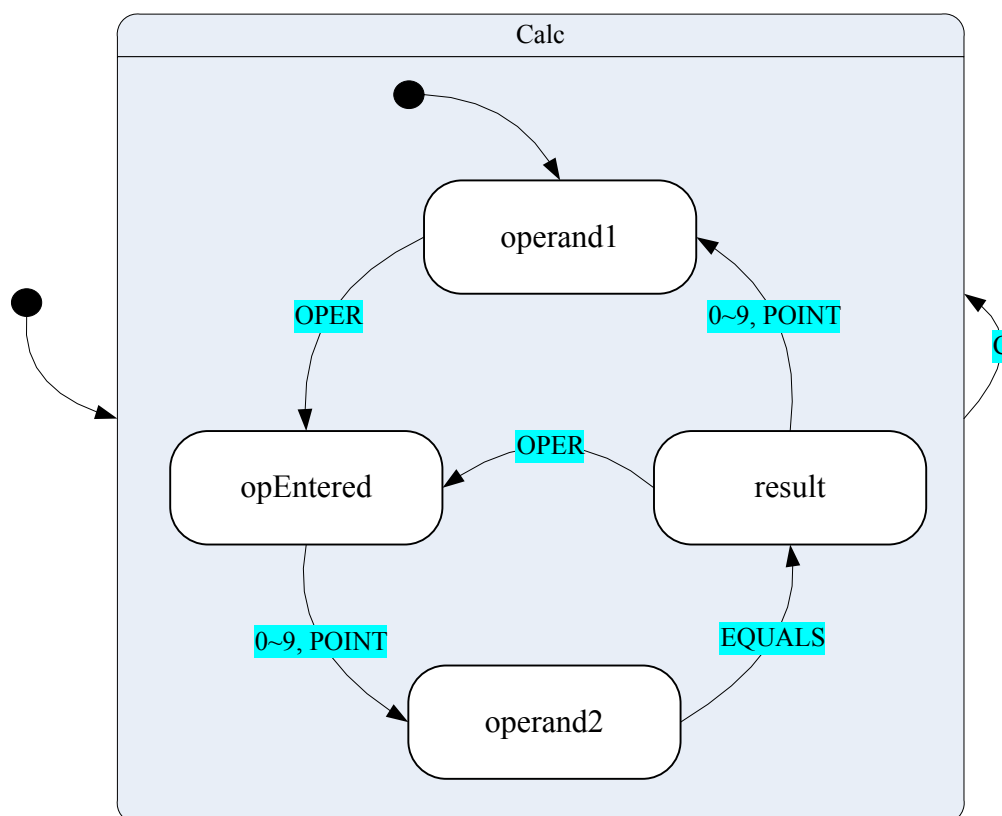 Calc
operand1
OPER
0~9, POINT
OPER
opEntered
result
0~9, POINT
EQUALS
operand2